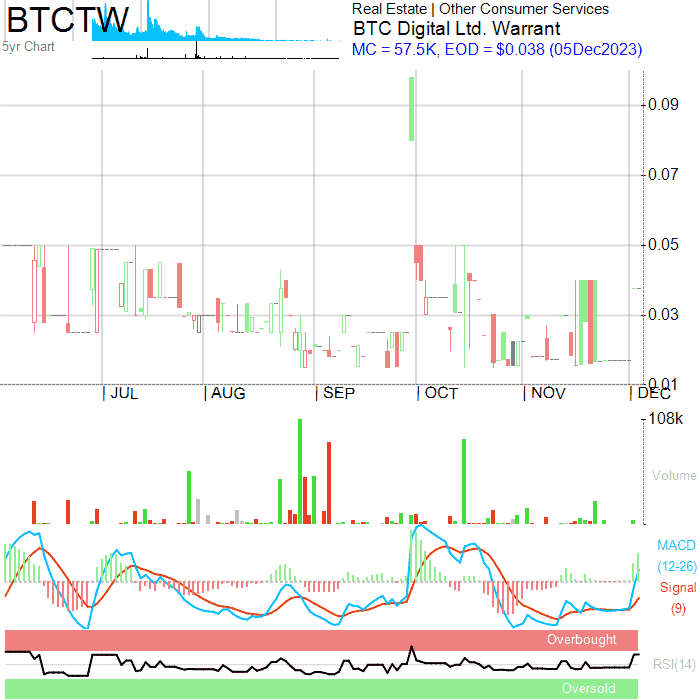 BTCTW
5yr Chart
Real Estate | Other Consumer Services
BTC Digital Ltd. Warrant
MC = 57.5K, EOD = $0.038 (05Dec2023)
0.09
0.07
0.05
0.03
0.01
JUL AUG SEP OCT NOV DEC
108k
Volume
MACD
(12-26)
Signal
(9)
Overbought
RSI(14)
Oversold